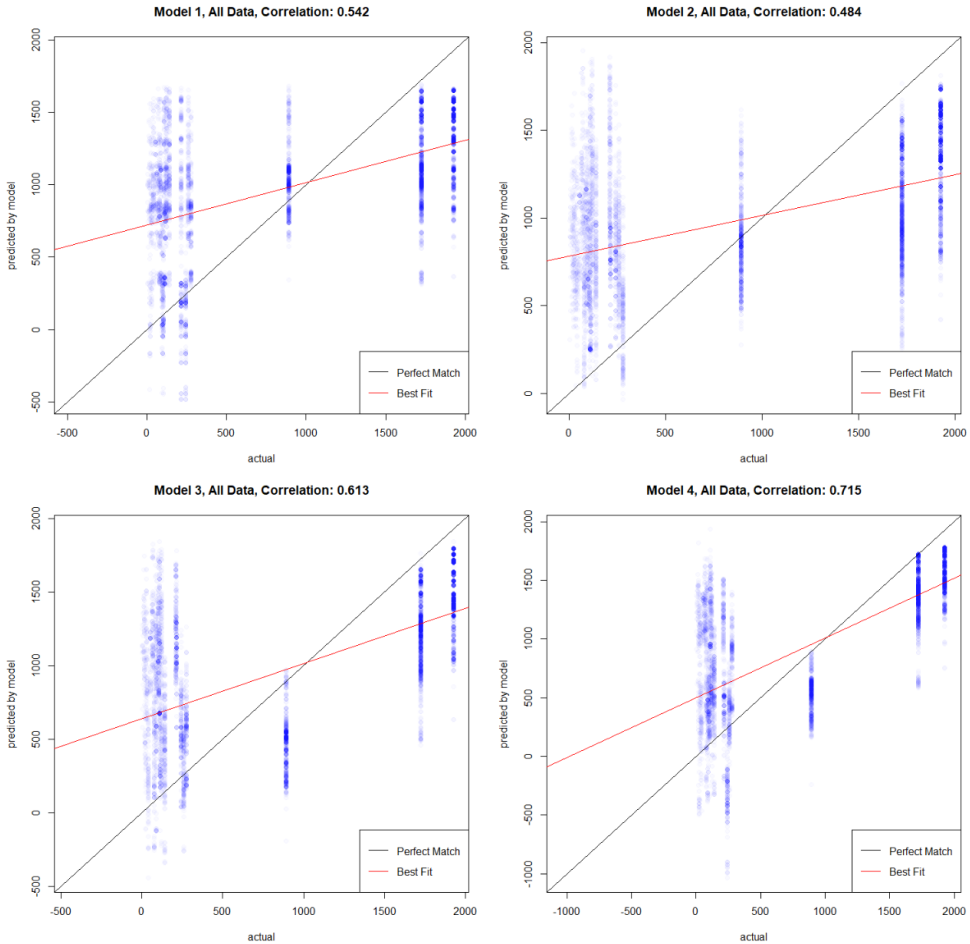 Model 1, All Data, Correlation: 0.542
predicted by model
2000
1500
1000
500
0
-500
Perfect Match
Best Fit
-500 0 500 1000 1500 2000
actual
Model 2, All Data, Correlation: 0.484
predicted by model
2000
1500
1000
500
0
Perfect Match
Best Fit
0 500 1000 1500 2000
actual
Model 3, All Data, Correlation: 0.613
predicted by model
2000
1500
1000
500
0
-500
Perfect Match
Best Fit
-500 0 500 1000 1500 2000
actual
Model 4, All Data, Correlation: 0.715
predicted by model
2000
1500
1000
500
0
-500
-1000
Perfect Match
Best Fit
-1000 -500 0 500 1000 1500 2000
actual